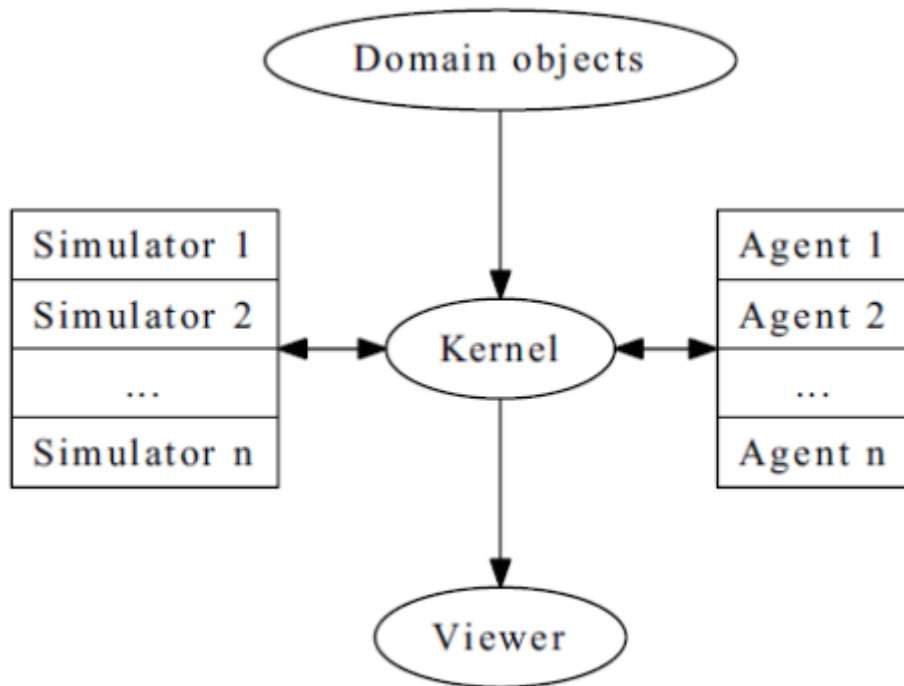 Domain objects
Simulator 1
Simulator 2
...
Simulator n
Kernel
Agent 1
Agent 2
...
Agent n
Viewer